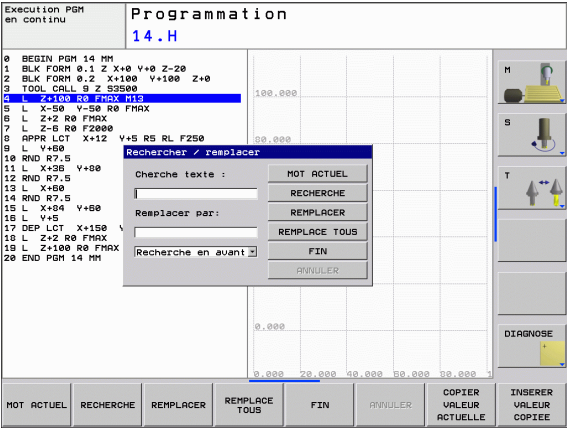 Execution PGM
en continu
Programmation
14.H
0 BEGIN PGM 14 MM
1 BLK FORM 0.1 Z X+0 Y+0 Z-20
2 BLK FORM 0.2 X+100 Y+100 Z+0
3 TOOL CALL 9 Z S3500
4 L Z+100 R0 FMAX M13
5 L X-50 Y-50 R0 FMAX
6 L Z+2 R0 FMAX
7 L Z-6 R0 F2000
8 APPR LCT X+12 Y+5 R5 RL F250
9 L Y+60
10 RND R7.5
11 L X+36 Y+80
12 RND R7.5
13 L X+60
14 RND R7.5
15 L X+84 Y+60
16 L Y+5
17 DEP LCT X+150 Y
18 L Z+2 R0 FMAX
19 L Z+100 R0 FMAX
20 END PGM 14 MM
100.000
80.000
Rechercher / remplacer
Cherche texte :
MOT ACTUEL
RECHERCHE
Remplacer par:
REMPLACER
REMPLACE TOUS
Recherche en avant
FIN
ANNULER
0.000
0.000 20.000 40.000 60.000 80.000 1
M
S
T
DIAGNOSE
MOT ACTUEL
RECHERCHE
REMPLACER
REMPLACE
TOUS
FIN
ANNULER
COPIER
VALEUR
ACTUELLE
INSERER
VALEUR
COPIEE